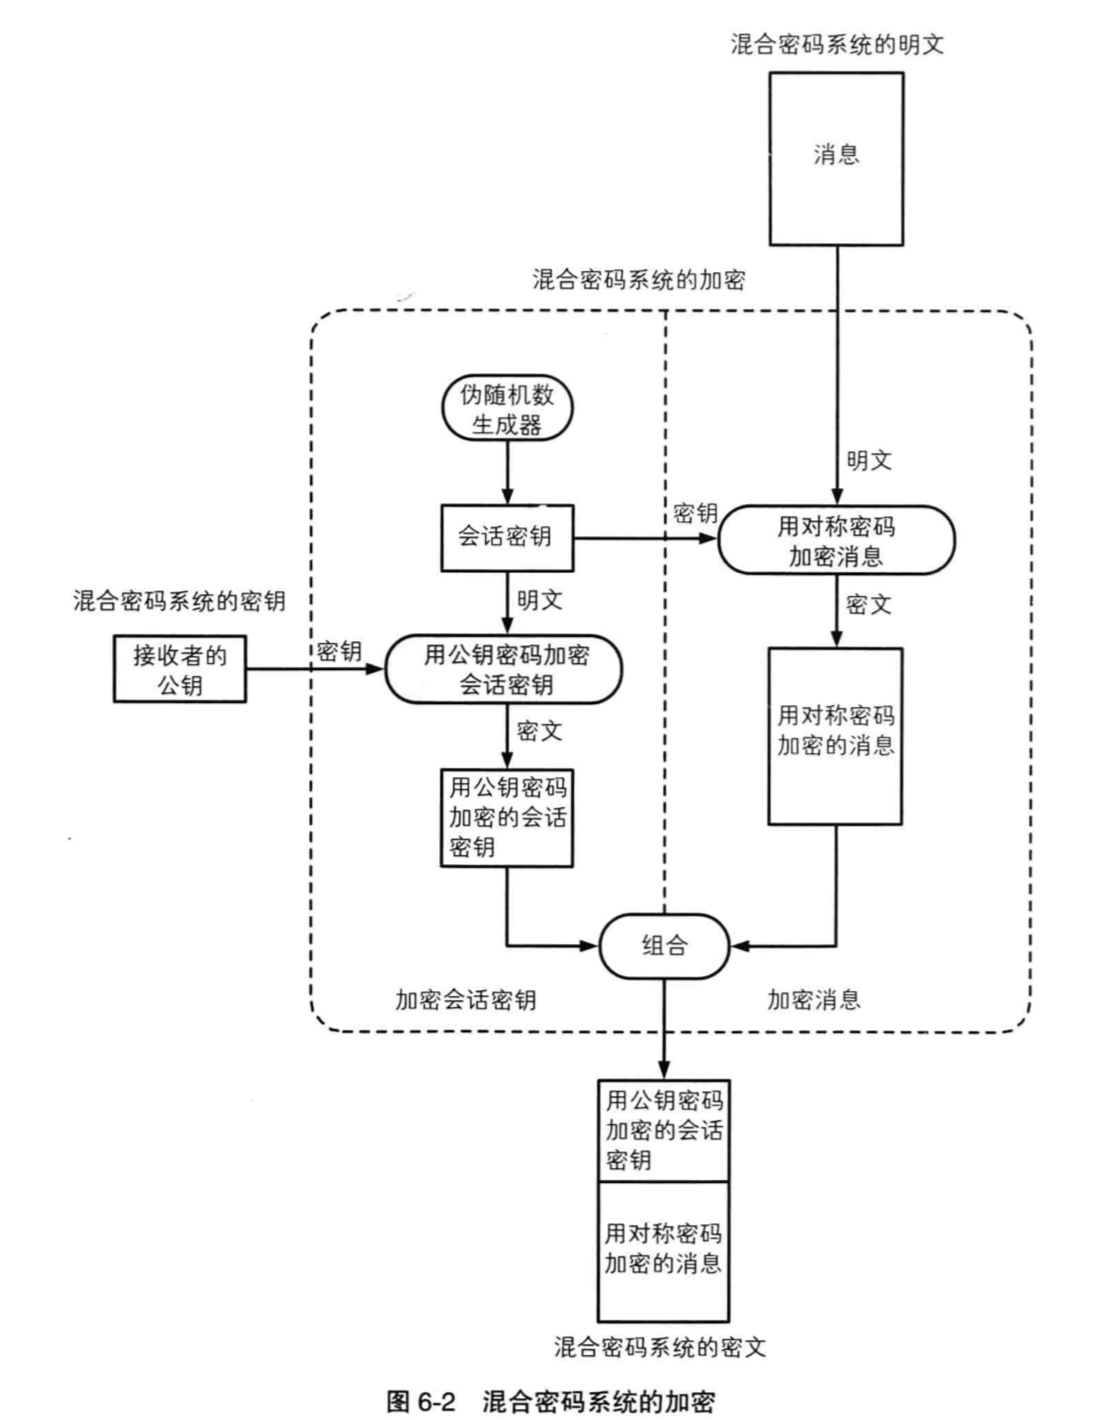 混合密码系统的明文
消息
混合密码系统的加密
伪随机数
生成器
明文
会话密钥
密钥
用对称密码
加密消息
混合密码系统的密钥
明文
密文
接收者的
公钥
密钥
用公钥密码加密
会话密钥
密文
用对称密码
加密的消息
用公钥密码
加密的会话
密钥
组合
加密会话密钥
加密消息
用公钥密码
加密的会话
密钥
用对称密码
加密的消息
混合密码系统的密文
图 6-2 混合密码系统的加密